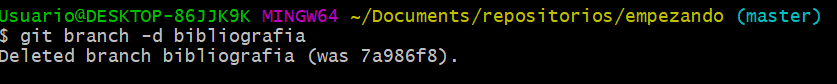 Usuario@DESKTOP-86JJK9K MINGW64 ~/Documents/repositorios/empezando (master)
$ git branch -d bibliografia
Deleted branch bibliografia (was 7a986f8).